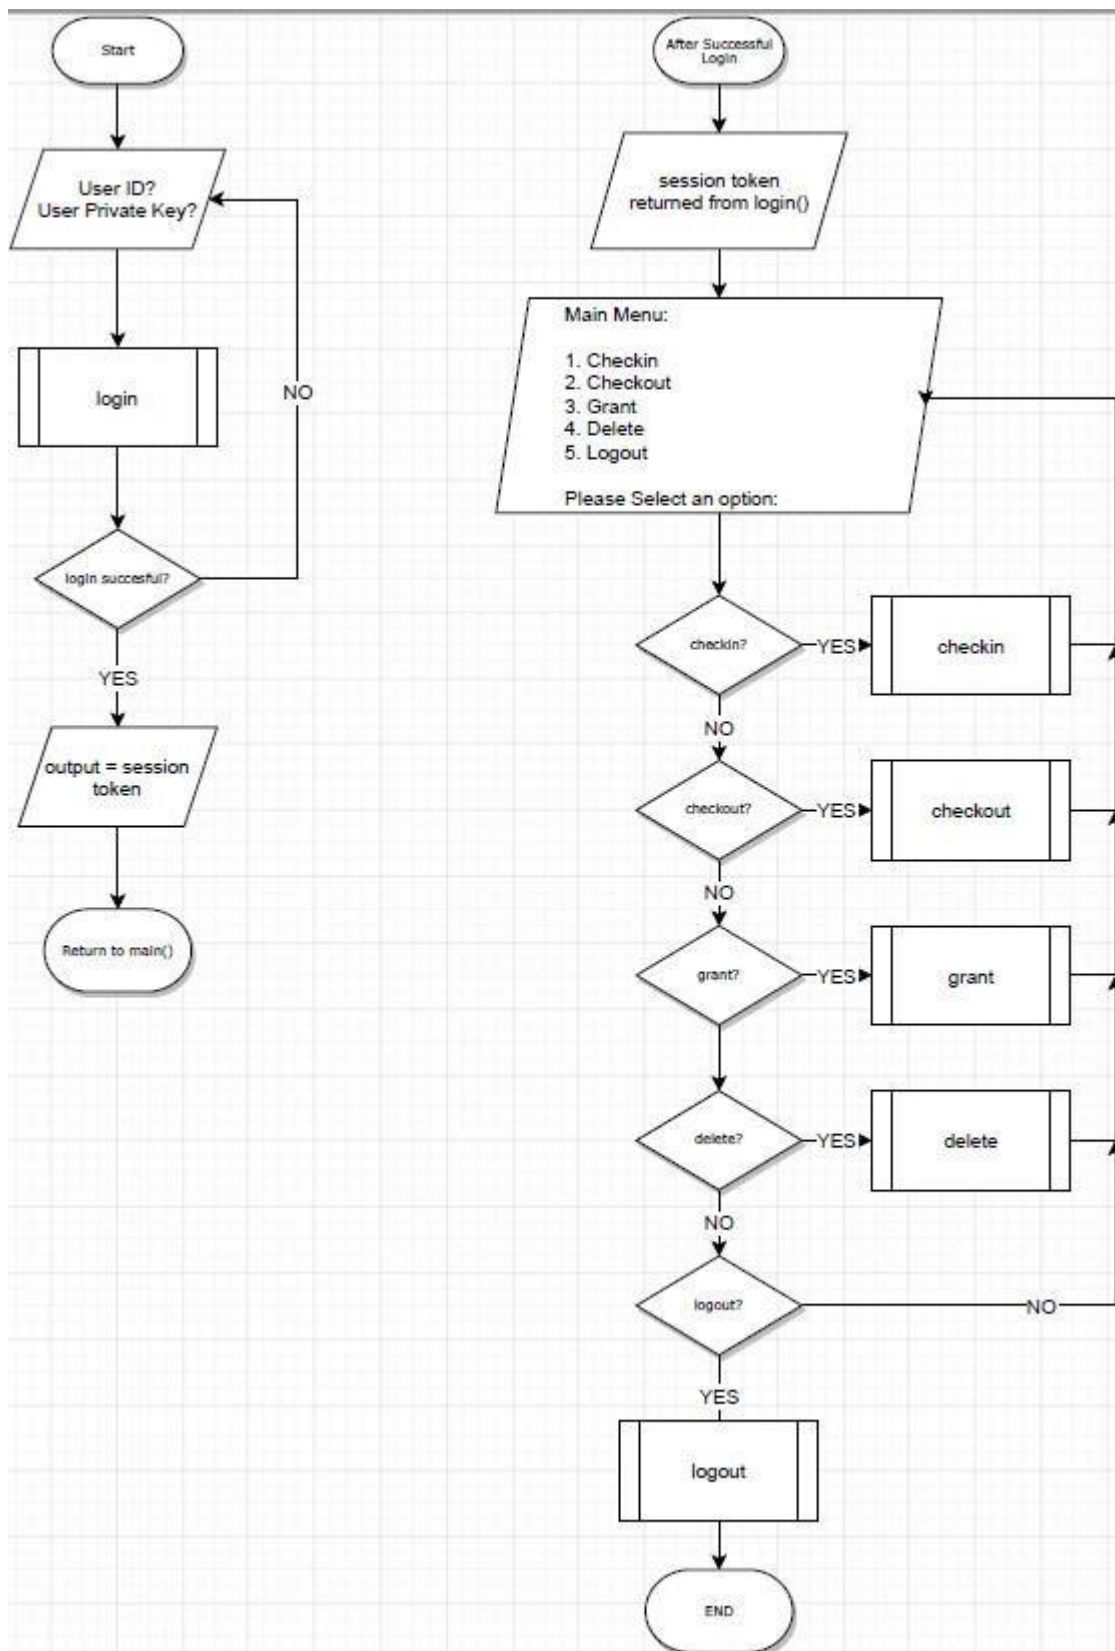 Start
User ID?
User Private Key?
login
NO
login succesful?
YES
output = session
token
Return to main()
After Successful
Login
session token
returned from login()
Main Menu:
1. Checkin
2. Checkout
3. Grant
4. Delete
5. Logout
Please Select an option:
checkin?
YES
checkin
NO
checkout?
YES
checkout
NO
grant?
YES
grant
delete?
YES
delete
NO
logout?
NO
YES
logout
END